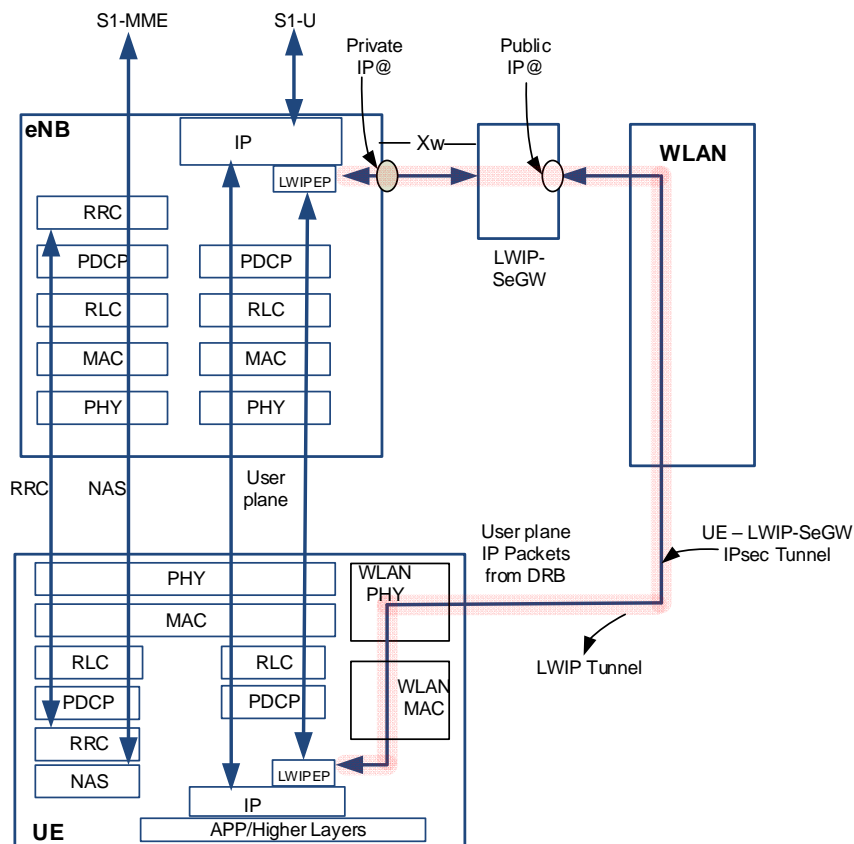 S1-MME
S1-U
Private
IP@
Public
IP@
eNB
IP
Xw
WLAN
LWIPEP
RRC
LWIP-
SeGW
PDCP
PDCP
RLC
RLC
MAC
MAC
PHY
PHY
RRC
NAS
User
plane
User plane
IP Packets
from DRB
UE – LWIP-SeGW
IPsec Tunnel
PHY
WLAN
PHY
MAC
LWIP Tunnel
RLC
RLC
WLAN
MAC
PDCP
PDCP
RRC
NAS
LWIPEP
IP
APP/Higher Layers
UE